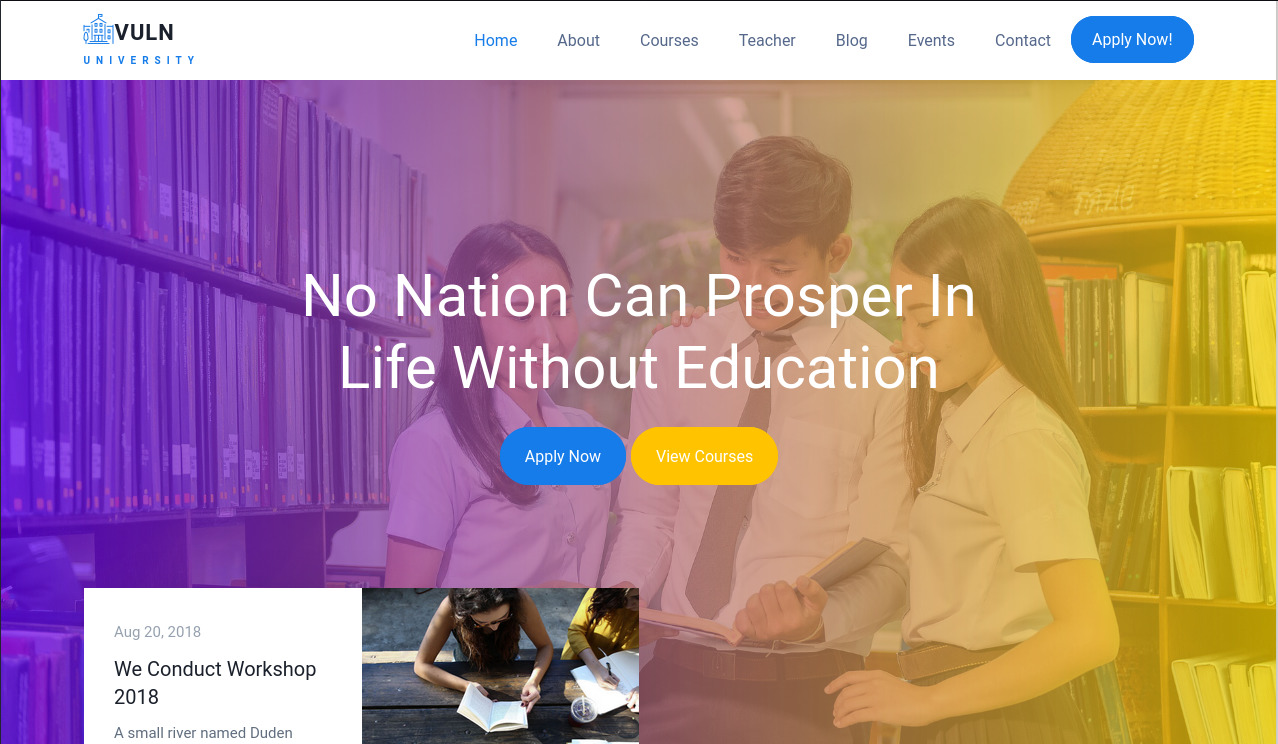 VULN
UNIVERSITY
Home About Courses Teacher Blog Events Contact Apply Now!
No Nation Can Prosper In
Life Without Education
Apply Now View Courses
Aug 20, 2018
We Conduct Workshop
2018
A small river named Duden